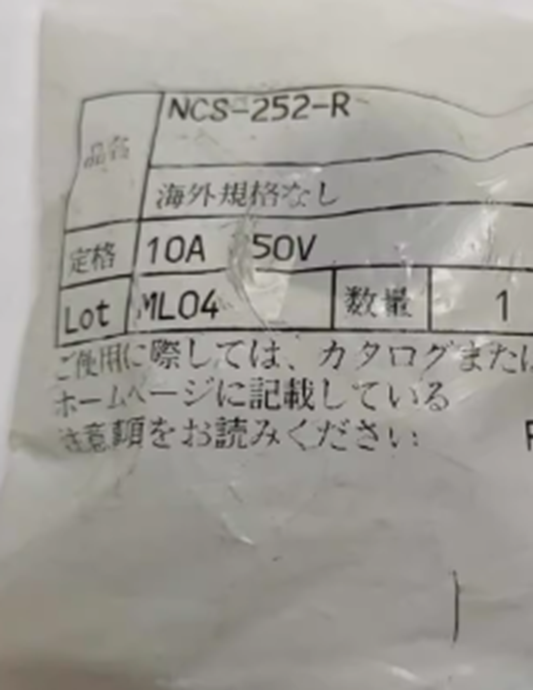 品名 NCS-252-R
海外規格なし
定格 10A 50V
Lot ML04 数量 1
ご使用に際しては、カタログまたは
ホームページに記載している
注意事項をお読みください